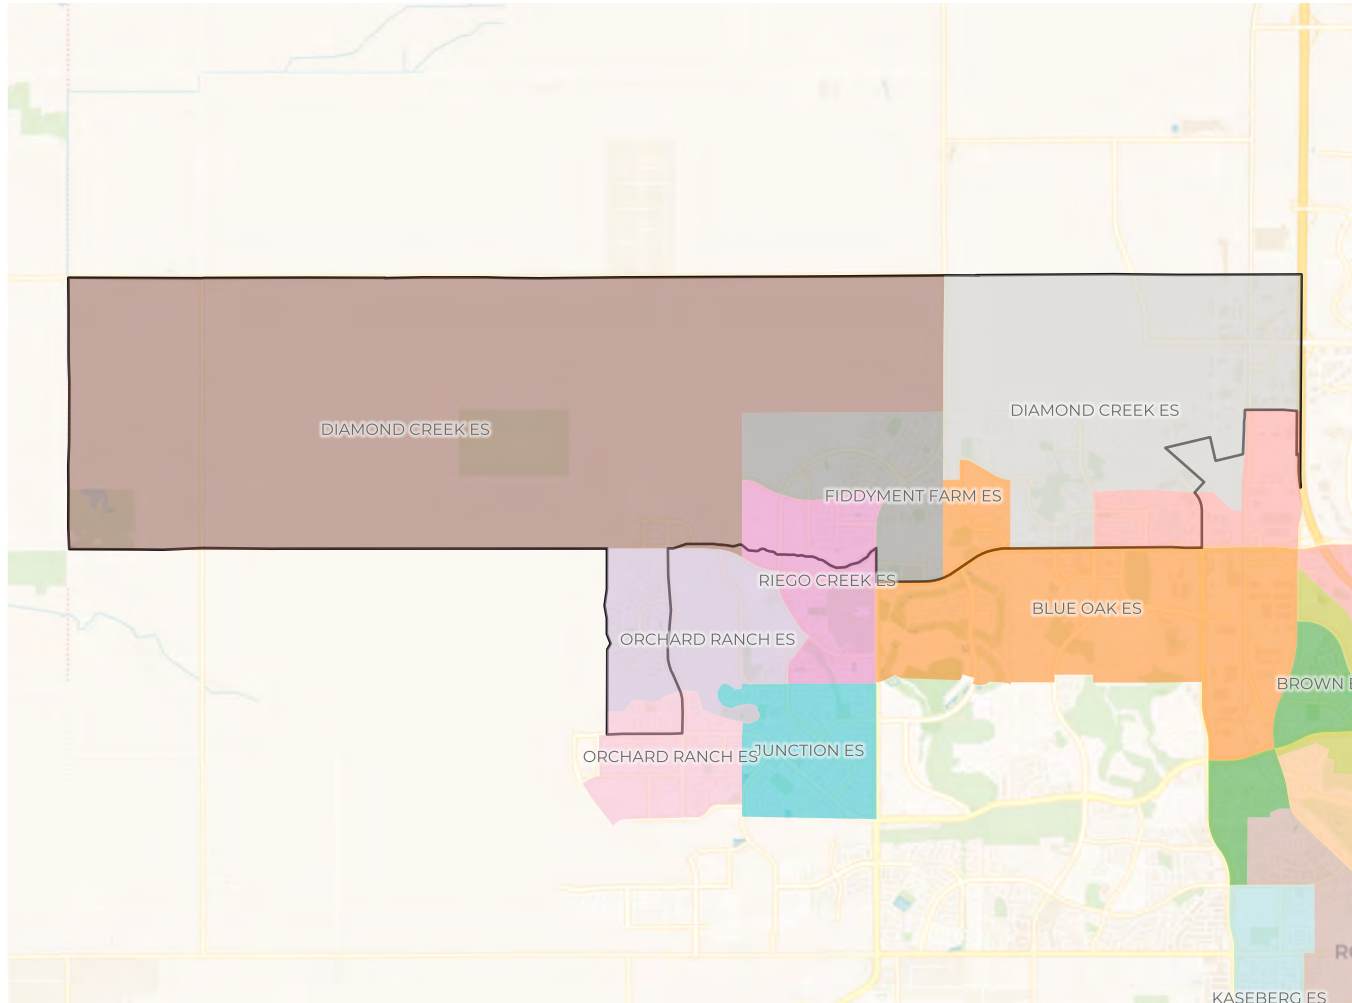 DIAMOND CREEK ES
DIAMOND CREEK ES
FIDDYMENT FARM ES
RIEGO CREEK ES
BLUE OAK ES
ORCHARD RANCH ES
BROWN E
ORCHARD RANCH ES
JUNCTION ES
KASEBERG ES